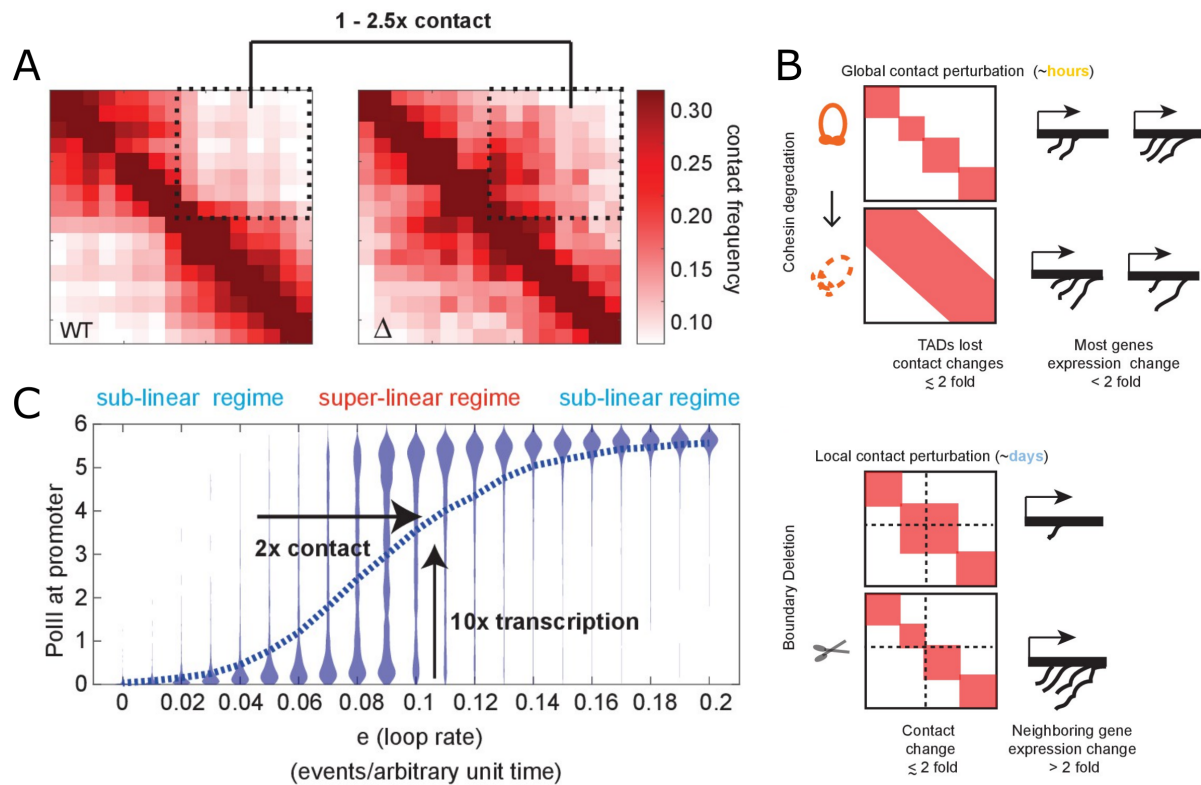 1 - 2.5x contact
A
WT
Δ
0.30
0.25
0.20
0.15
0.10
contact frequency
B
Global contact perturbation (~hours)
Cohesin degredation
TADs lost
contact changes
≲ 2 fold
Most genes
expression change
< 2 fold
Local contact perturbation (~days)
Boundary Deletion
Contact
change
≲ 2 fold
Neighboring gene
expression change
> 2 fold
C
sub-linear regime
super-linear regime
sub-linear regime
PolII at promoter
6
5
4
3
2
1
0
2x contact
10x transcription
0
0.02
0.04
0.06
0.08
0.1
0.12
0.14
0.16
0.18
0.2
e (loop rate)
(events/arbitrary unit time)